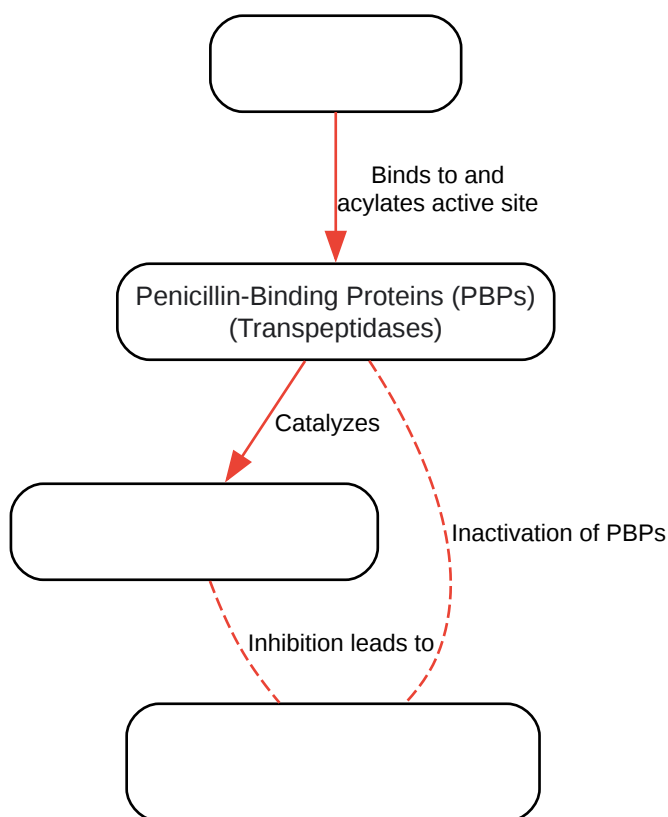 Binds to and
acylates active site
Penicillin-Binding Proteins (PBPs)
(Transpeptidases)
Catalyzes
Inactivation of PBPs
Inhibition leads to